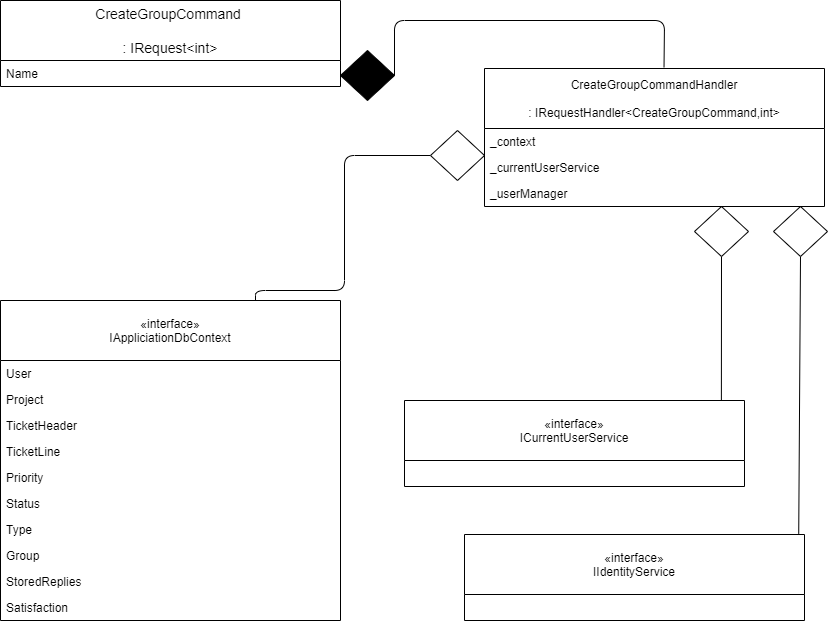 CreateGroupCommand
: IRequest<int>
Name
CreateGroupCommandHandler
: IRequestHandler<CreateGroupCommand,int>
_context
_currentUserService
_userManager
«interface»
IAppliciationDbContext
User
Project
TicketHeader
TicketLine
Priority
Status
Type
Group
StoredReplies
Satisfaction
«interface»
ICurrentUserService
«interface»
IIdentityService